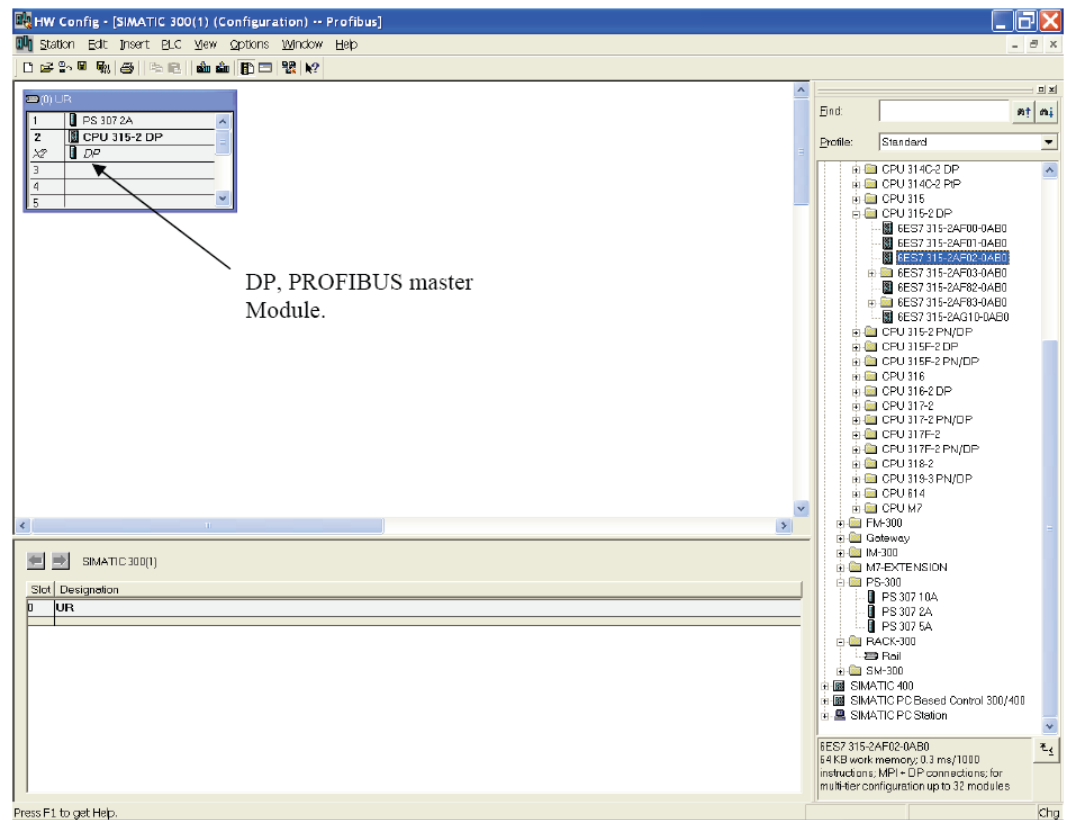 HW Config - [SIMATIC 300(1) (Configuration) -- Profibus]
Station Edit Insert PLC View Options Window Help
(0) UR
1 PS 307 2A
2 CPU 315-2 DP
X2 DP
3
4
5
DP, PROFIBUS master
Module.
SIMATIC 300(1)
Slot Designation
0 UR
Find:
Profile: Standard
CPU 314C-2 DP
CPU 314C-2 PtP
CPU 315
CPU 315-2 DP
6ES7 315-2AF00-0AB0
6ES7 315-2AF01-0AB0
6ES7 315-2AF02-0AB0
6ES7 315-2AF03-0AB0
6ES7 315-2AF82-0AB0
6ES7 315-2AF83-0AB0
6ES7 315-2AG10-0AB0
CPU 315-2 PN/DP
CPU 315F-2 DP
CPU 315F-2 PN/DP
CPU 316
CPU 316-2 DP
CPU 317-2
CPU 317-2 PN/DP
CPU 317F-2
CPU 317F-2 PN/DP
CPU 318-2
CPU 319-3 PN/DP
CPU 614
CPU M7
FM-300
Gateway
IM-300
M7-EXTENSION
PS-300
PS 307 10A
PS 307 2A
PS 307 5A
RACK-300
Rail
SM-300
SIMATIC 400
SIMATIC PC Based Control 300/400
SIMATIC PC Station
6ES7 315-2AF02-0AB0
64 KB work memory; 0.3 ms/1000
instructions; MPI + DP connections; for
multi-tier configuration up to 32 modules
Press F1 to get Help.
Chg